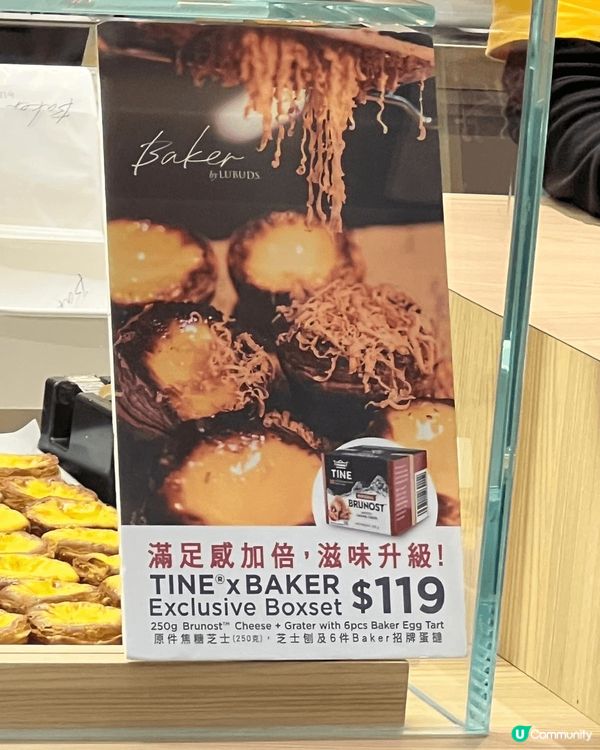 Baker
by LUBUDS
TINE
BRUNOST
滿足感加倍，滋味升級!
TINE® x BAKER
Exclusive Boxset $119
250g Brunost™ Cheese + Grater with 6pcs Baker Egg Tart
原件焦糖芝士(250克)，芝士刨及6件Baker招牌蛋撻
U Community